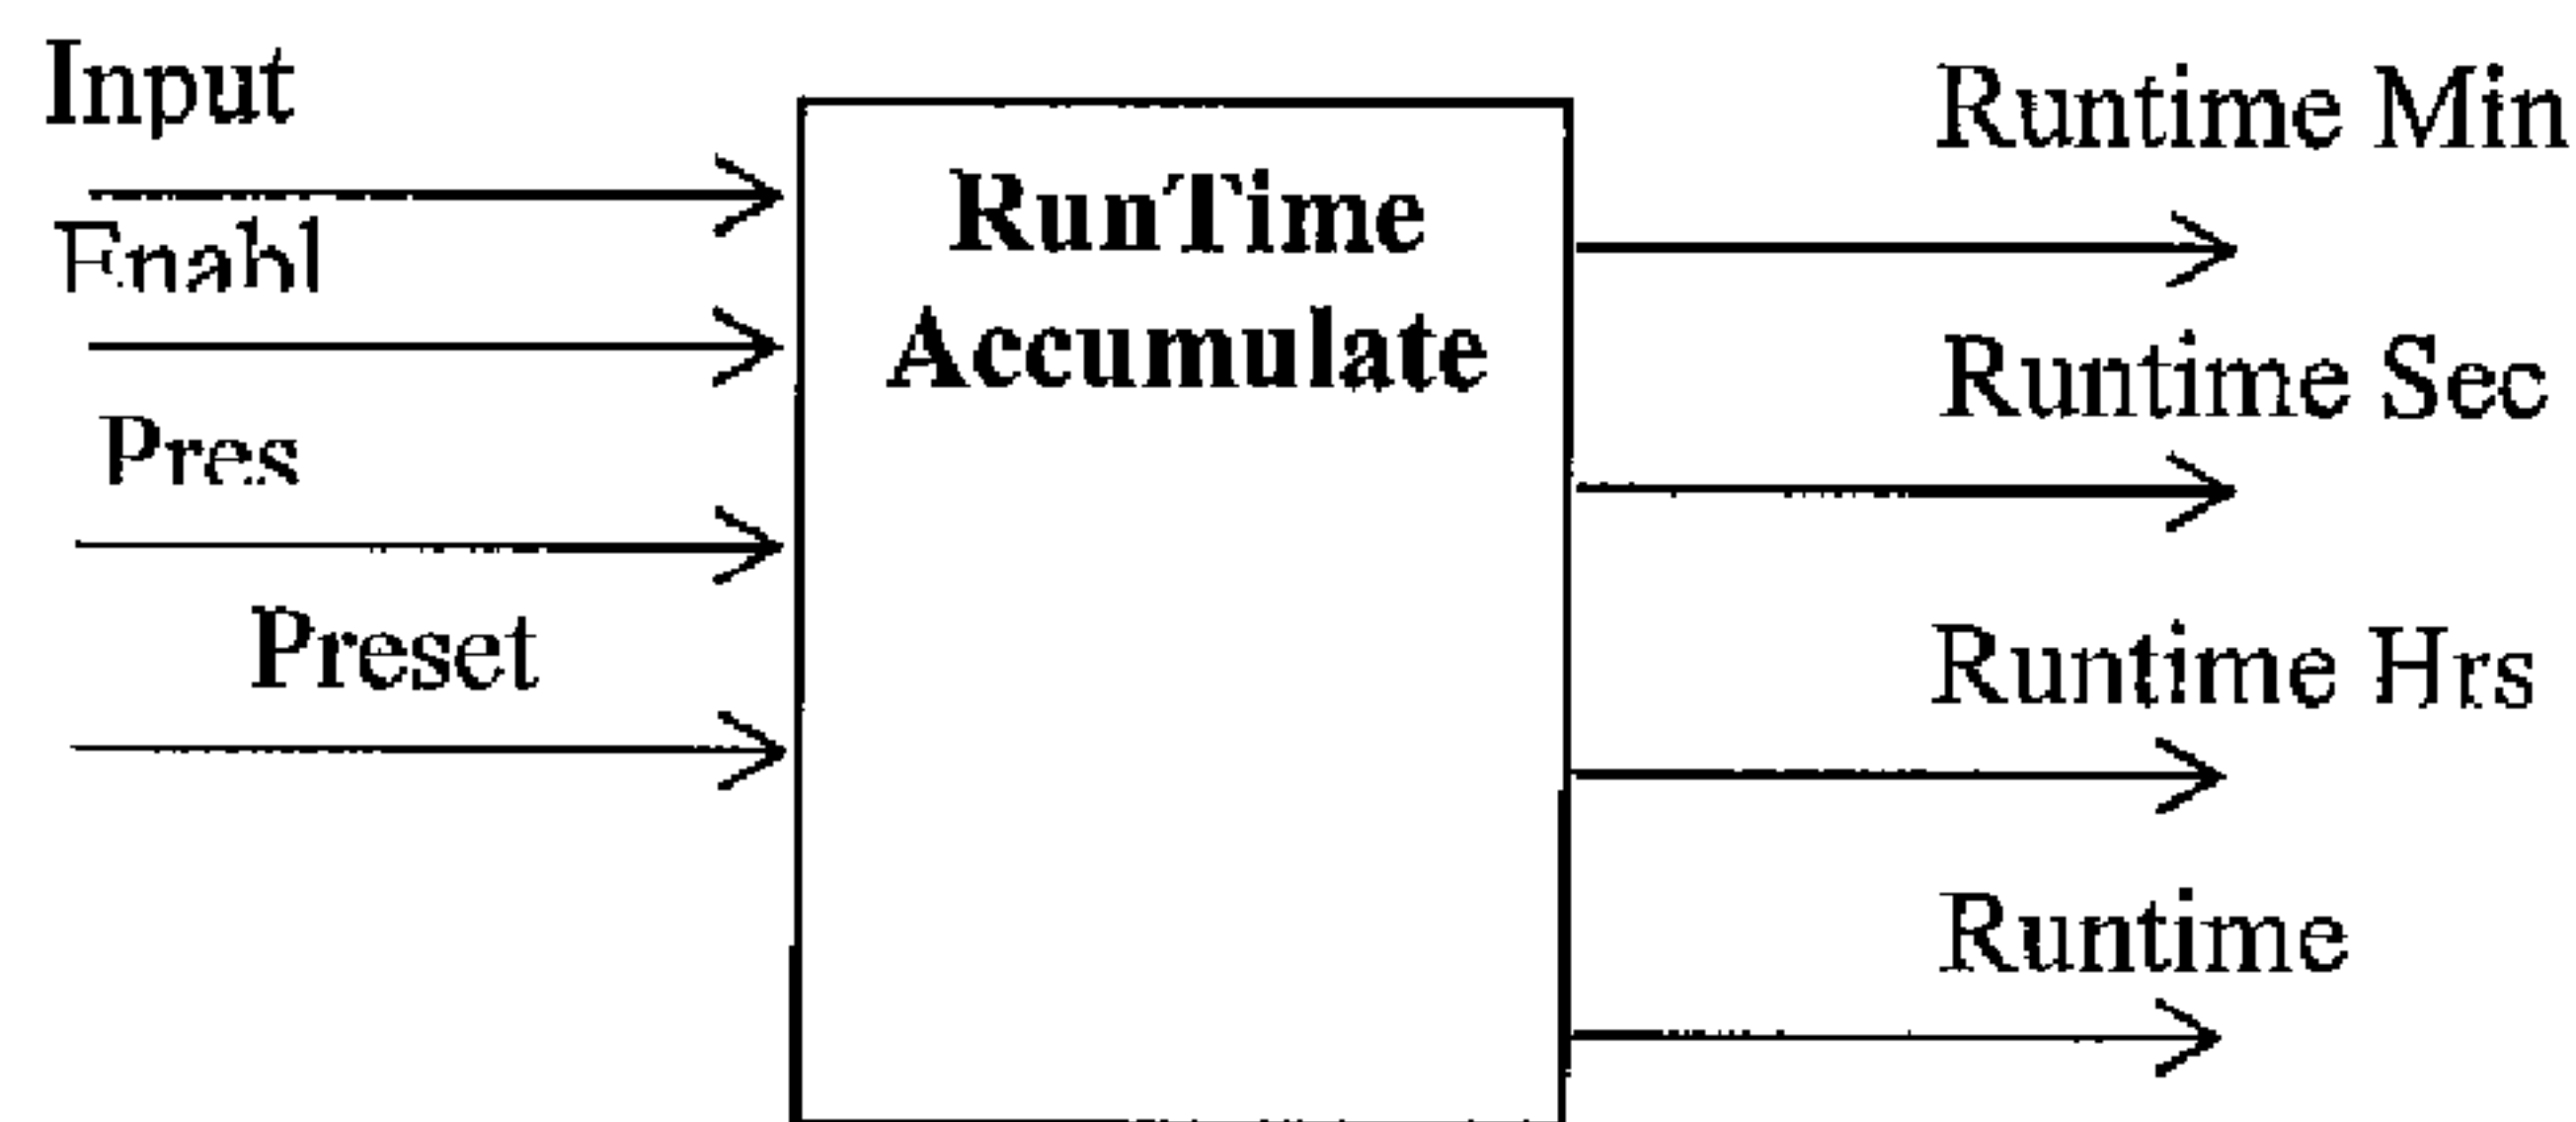 Input
Enabl
Pres
Preset
RunTime
Accumulate
Runtime Min
Runtime Sec
Runtime Hrs
Runtime